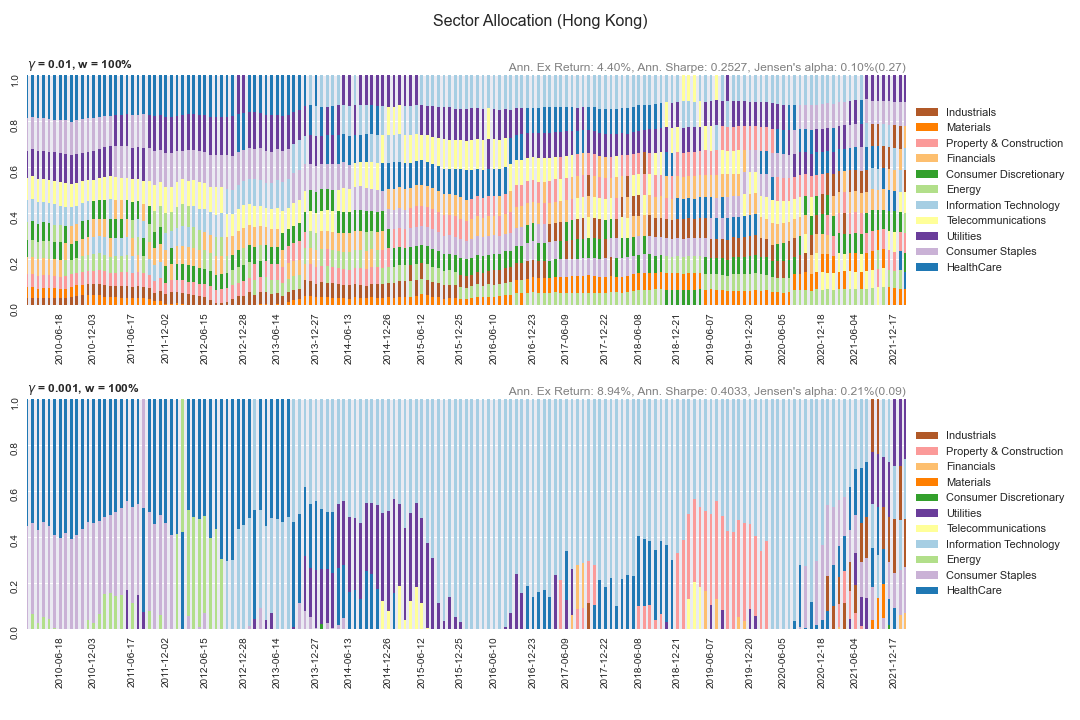 Sector Allocation (Hong Kong)
γ = 0.01, w = 100%
Ann. Ex Return: 4.40%, Ann. Sharpe: 0.2527, Jensen's alpha: 0.10%(0.27)
1.0
0.8
0.6
0.4
0.2
0.0
Industrials
Materials
Property & Construction
Financials
Consumer Discretionary
Energy
Information Technology
Telecommunications
Utilities
Consumer Staples
HealthCare
2010-06-18
2010-12-03
2011-06-17
2011-12-02
2012-06-15
2012-12-28
2013-06-14
2013-12-27
2014-06-13
2014-12-26
2015-06-12
2015-12-25
2016-06-10
2016-12-23
2017-06-09
2017-12-22
2018-06-08
2018-12-21
2019-06-07
2019-12-20
2020-06-05
2020-12-18
2021-06-04
2021-12-17
γ = 0.001, w = 100%
Ann. Ex Return: 8.94%, Ann. Sharpe: 0.4033, Jensen's alpha: 0.21%(0.09)
1.0
0.8
0.6
0.4
0.2
0.0
Industrials
Property & Construction
Financials
Materials
Consumer Discretionary
Utilities
Telecommunications
Information Technology
Energy
Consumer Staples
HealthCare
2010-06-18
2010-12-03
2011-06-17
2011-12-02
2012-06-15
2012-12-28
2013-06-14
2013-12-27
2014-06-13
2014-12-26
2015-06-12
2015-12-25
2016-06-10
2016-12-23
2017-06-09
2017-12-22
2018-06-08
2018-12-21
2019-06-07
2019-12-20
2020-06-05
2020-12-18
2021-06-04
2021-12-17